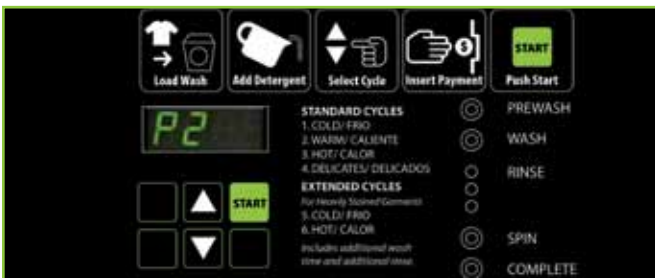 START
Load Wash
Add Detergent
Select Cycle
Insert Payment
Push Start
P2
STANDARD CYCLES
1. COLD/ FRIO
2. WARM/ CALIENTE
3. HOT/ CALOR
4. DELICATES/ DELICADOS
EXTENDED CYCLES
For Heavily Stained Garments
5. COLD/ FRIO
6. HOT/ CALOR
Includes additional wash
time and additional rinse.
START
PREWASH
WASH
RINSE
SPIN
COMPLETE